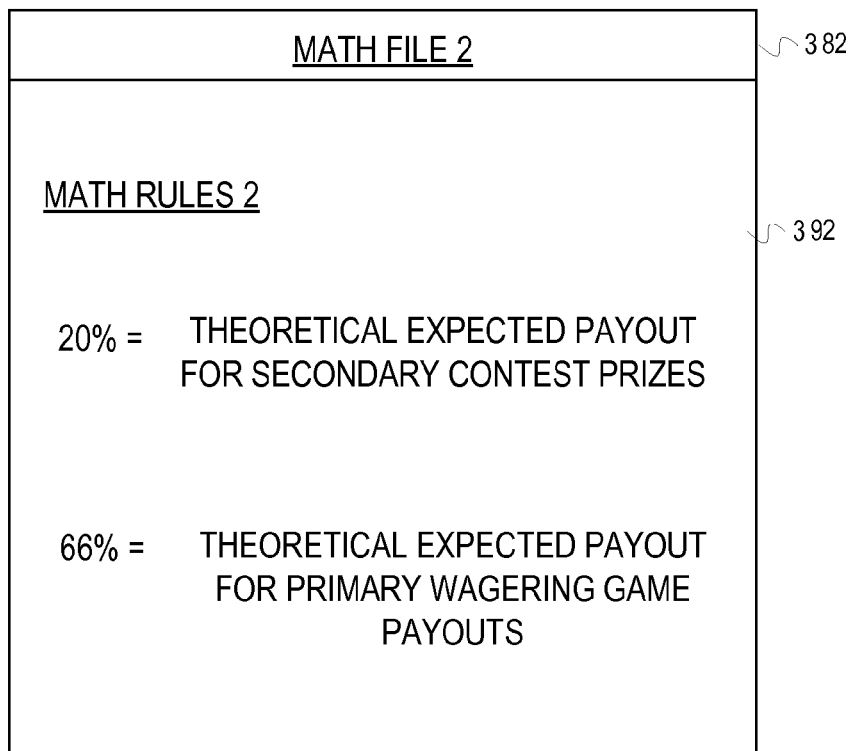 MATH FILE 2
382
MATH RULES 2
392
20% = THEORETICAL EXPECTED PAYOUT
FOR SECONDARY CONTEST PRIZES
66% = THEORETICAL EXPECTED PAYOUT
FOR PRIMARY WAGERING GAME
PAYOUTS